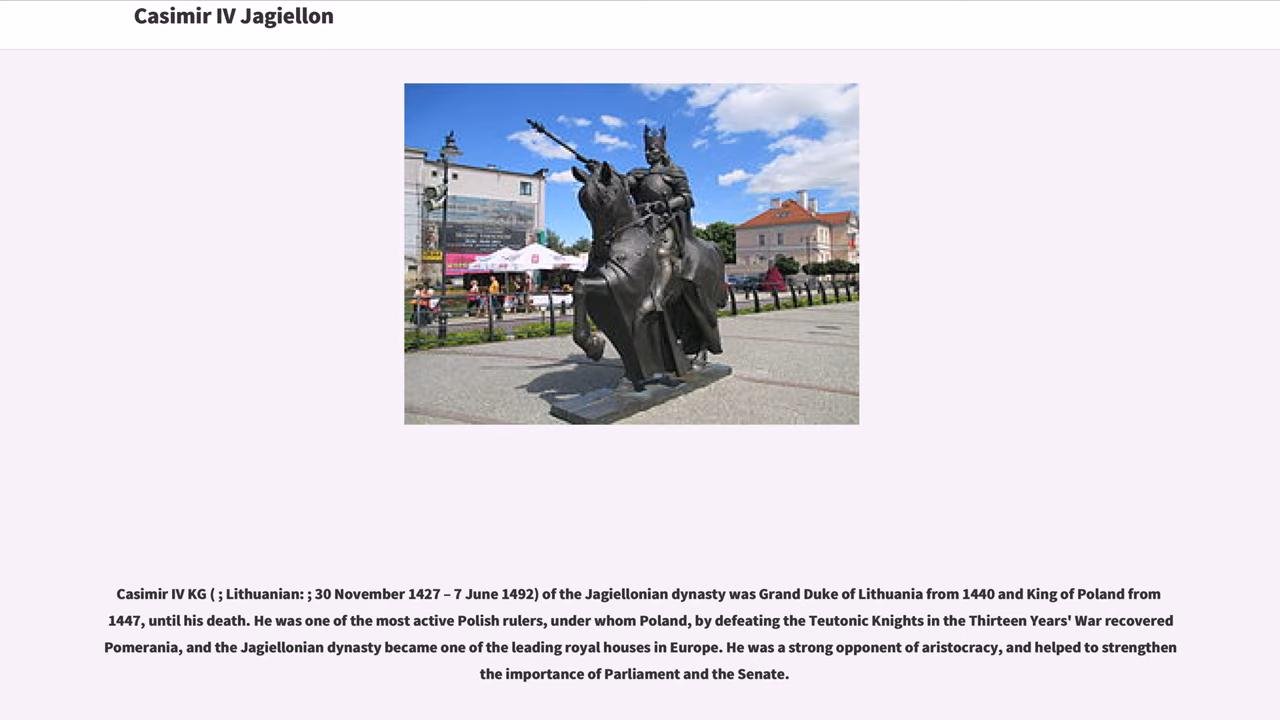 Casimir IV Jagiellon
Casimir IV KG ( ; Lithuanian: ; 30 November 1427 – 7 June 1492) of the Jagiellonian dynasty was Grand Duke of Lithuania from 1440 and King of Poland from
1447, until his death. He was one of the most active Polish rulers, under whom Poland, by defeating the Teutonic Knights in the Thirteen Years' War recovered
Pomerania, and the Jagiellonian dynasty became one of the leading royal houses in Europe. He was a strong opponent of aristocracy, and helped to strengthen
the importance of Parliament and the Senate.